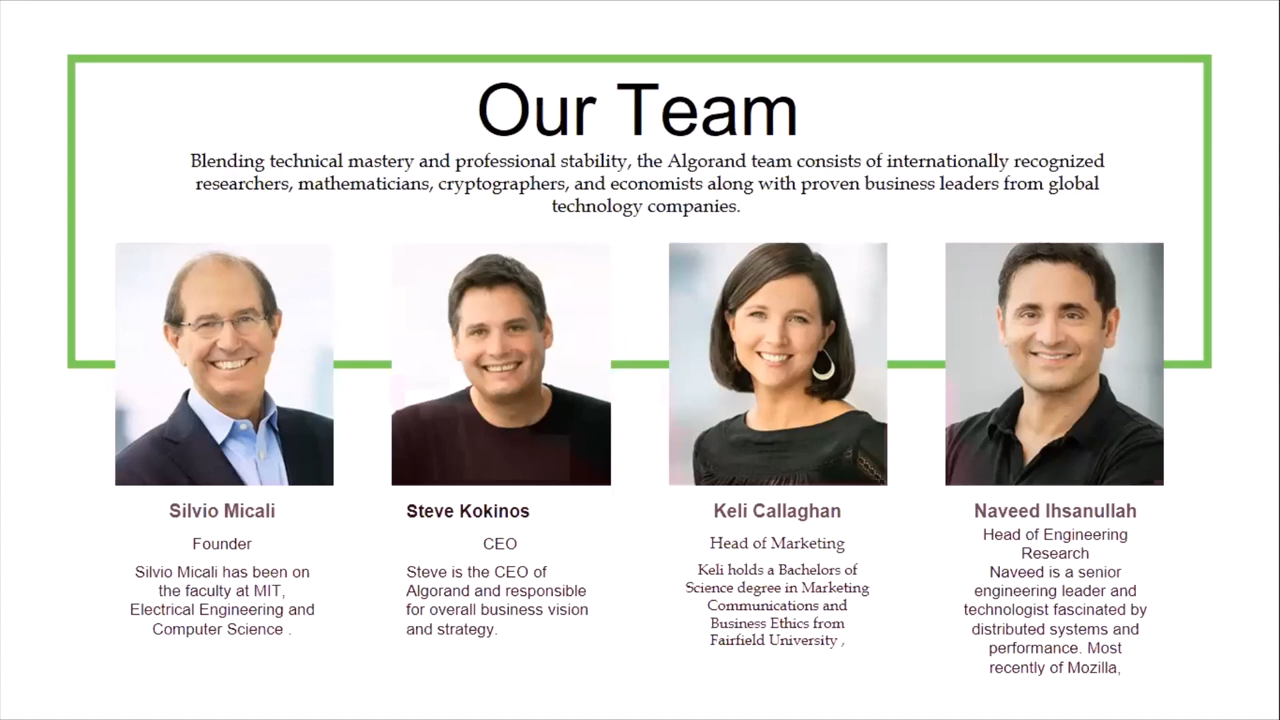 Our Team
Blending technical mastery and professional stability, the Algorand team consists of internationally recognized
researchers, mathematicians, cryptographers, and economists along with proven business leaders from global
technology companies.
Silvio Micali
Founder
Silvio Micali has been on
the faculty at MIT,
Electrical Engineering and
Computer Science .
Steve Kokinos
CEO
Steve is the CEO of
Algorand and responsible
for overall business vision
and strategy.
Keli Callaghan
Head of Marketing
Keli holds a Bachelors of
Science degree in Marketing
Communications and
Business Ethics from
Fairfield University ,
Naveed Ihsanullah
Head of Engineering
Research
Naveed is a senior
engineering leader and
technologist fascinated by
distributed systems and
performance. Most
recently of Mozilla,